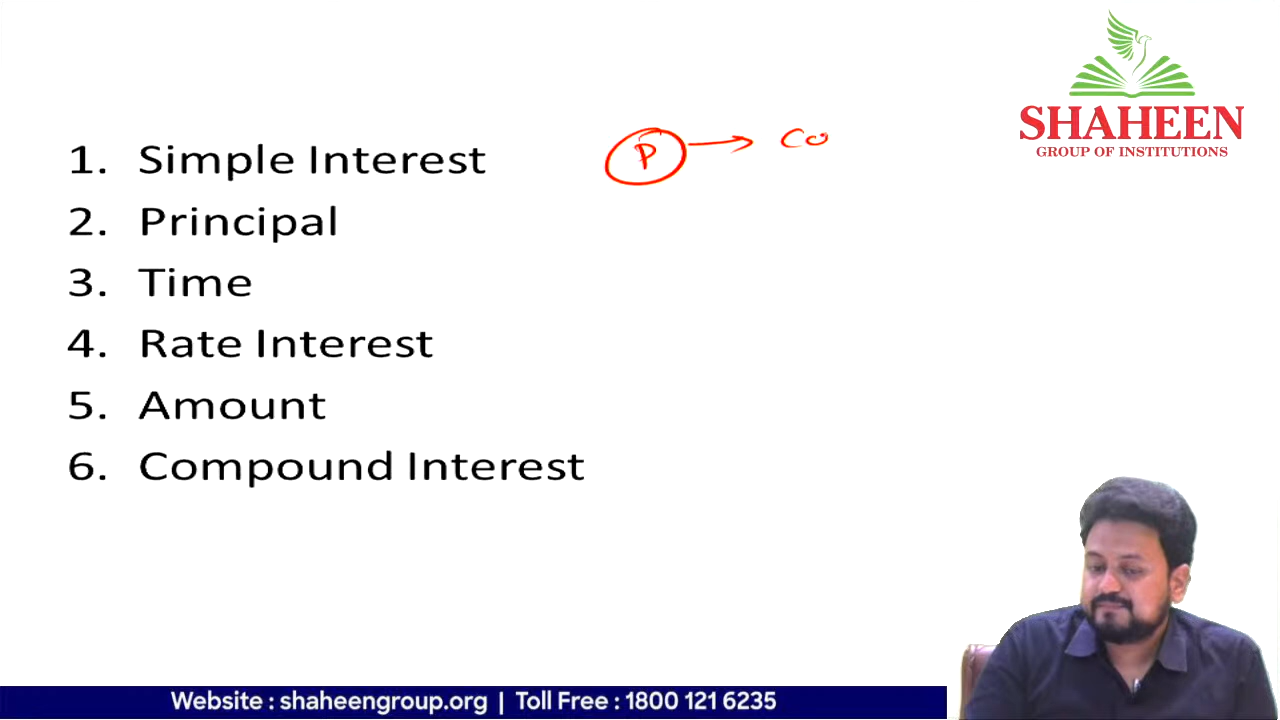 SHAHEEN
GROUP OF INSTITUTIONS
1. Simple Interest
P → Co
2. Principal
3. Time
4. Rate Interest
5. Amount
6. Compound Interest
Website : shaheengroup.org | Toll Free : 1800 121 6235